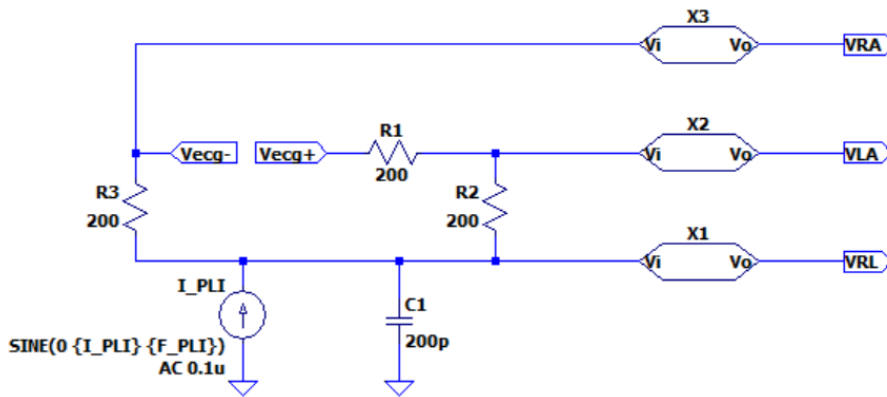 X3
Vi Vo VRA
R1
X2
Vecg- Vecg+
Vi Vo VLA
200
R3
200
R2
200
X1
Vi Vo VRL
I_PLI
C1
200p
SINE(0 {I_PLI} {F_PLI})
AC 0.1u